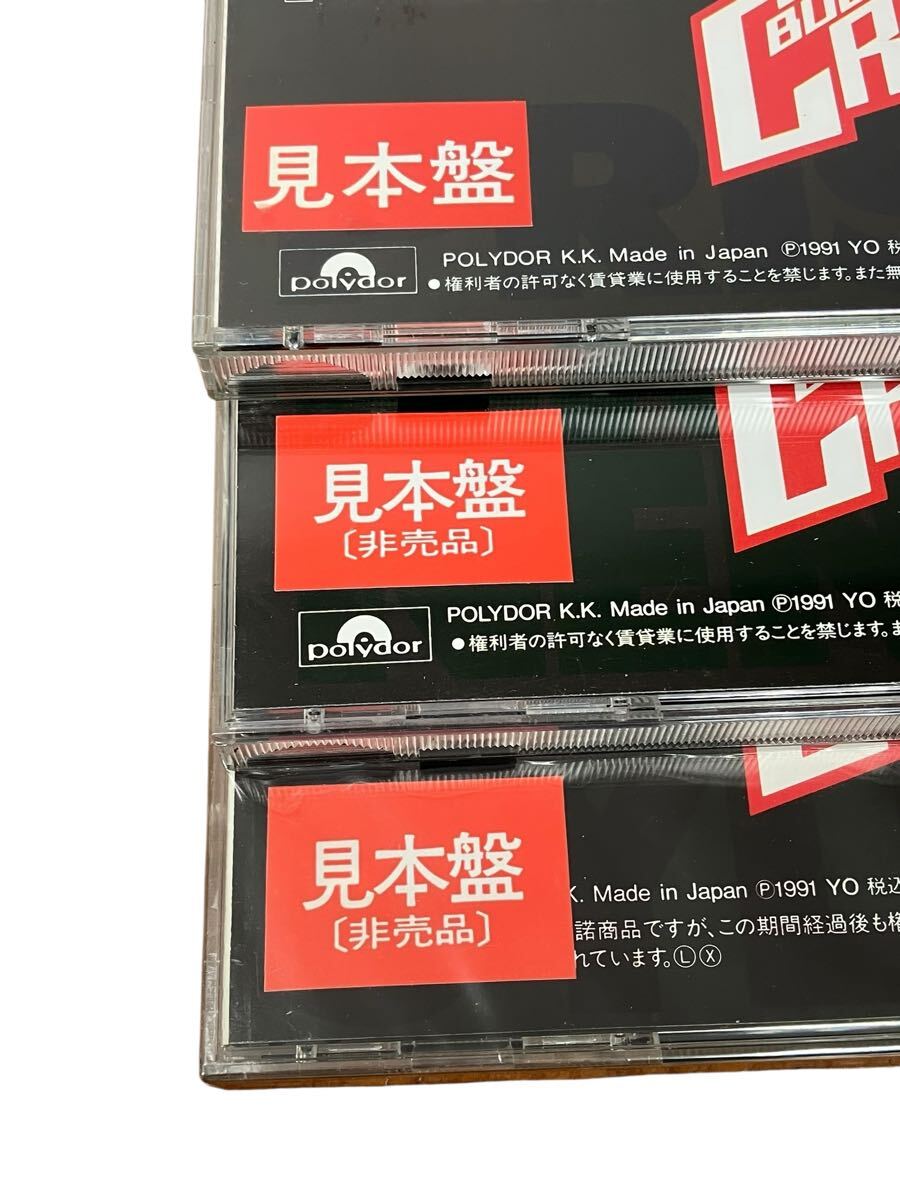 見本盤
polydor
POLYDOR K.K. Made in Japan Ⓟ1991 YO 税
●権利者の許可なく賃貸業に使用することを禁じます。また無
見本盤
〔非売品〕
polydor
POLYDOR K.K. Made in Japan Ⓟ1991 YO 税
●権利者の許可なく賃貸業に使用することを禁じます。ま
見本盤
〔非売品〕
K. Made in Japan Ⓟ1991 YO 税込
諾商品ですが、この期間経過後も権
れています。ⓁⓍ